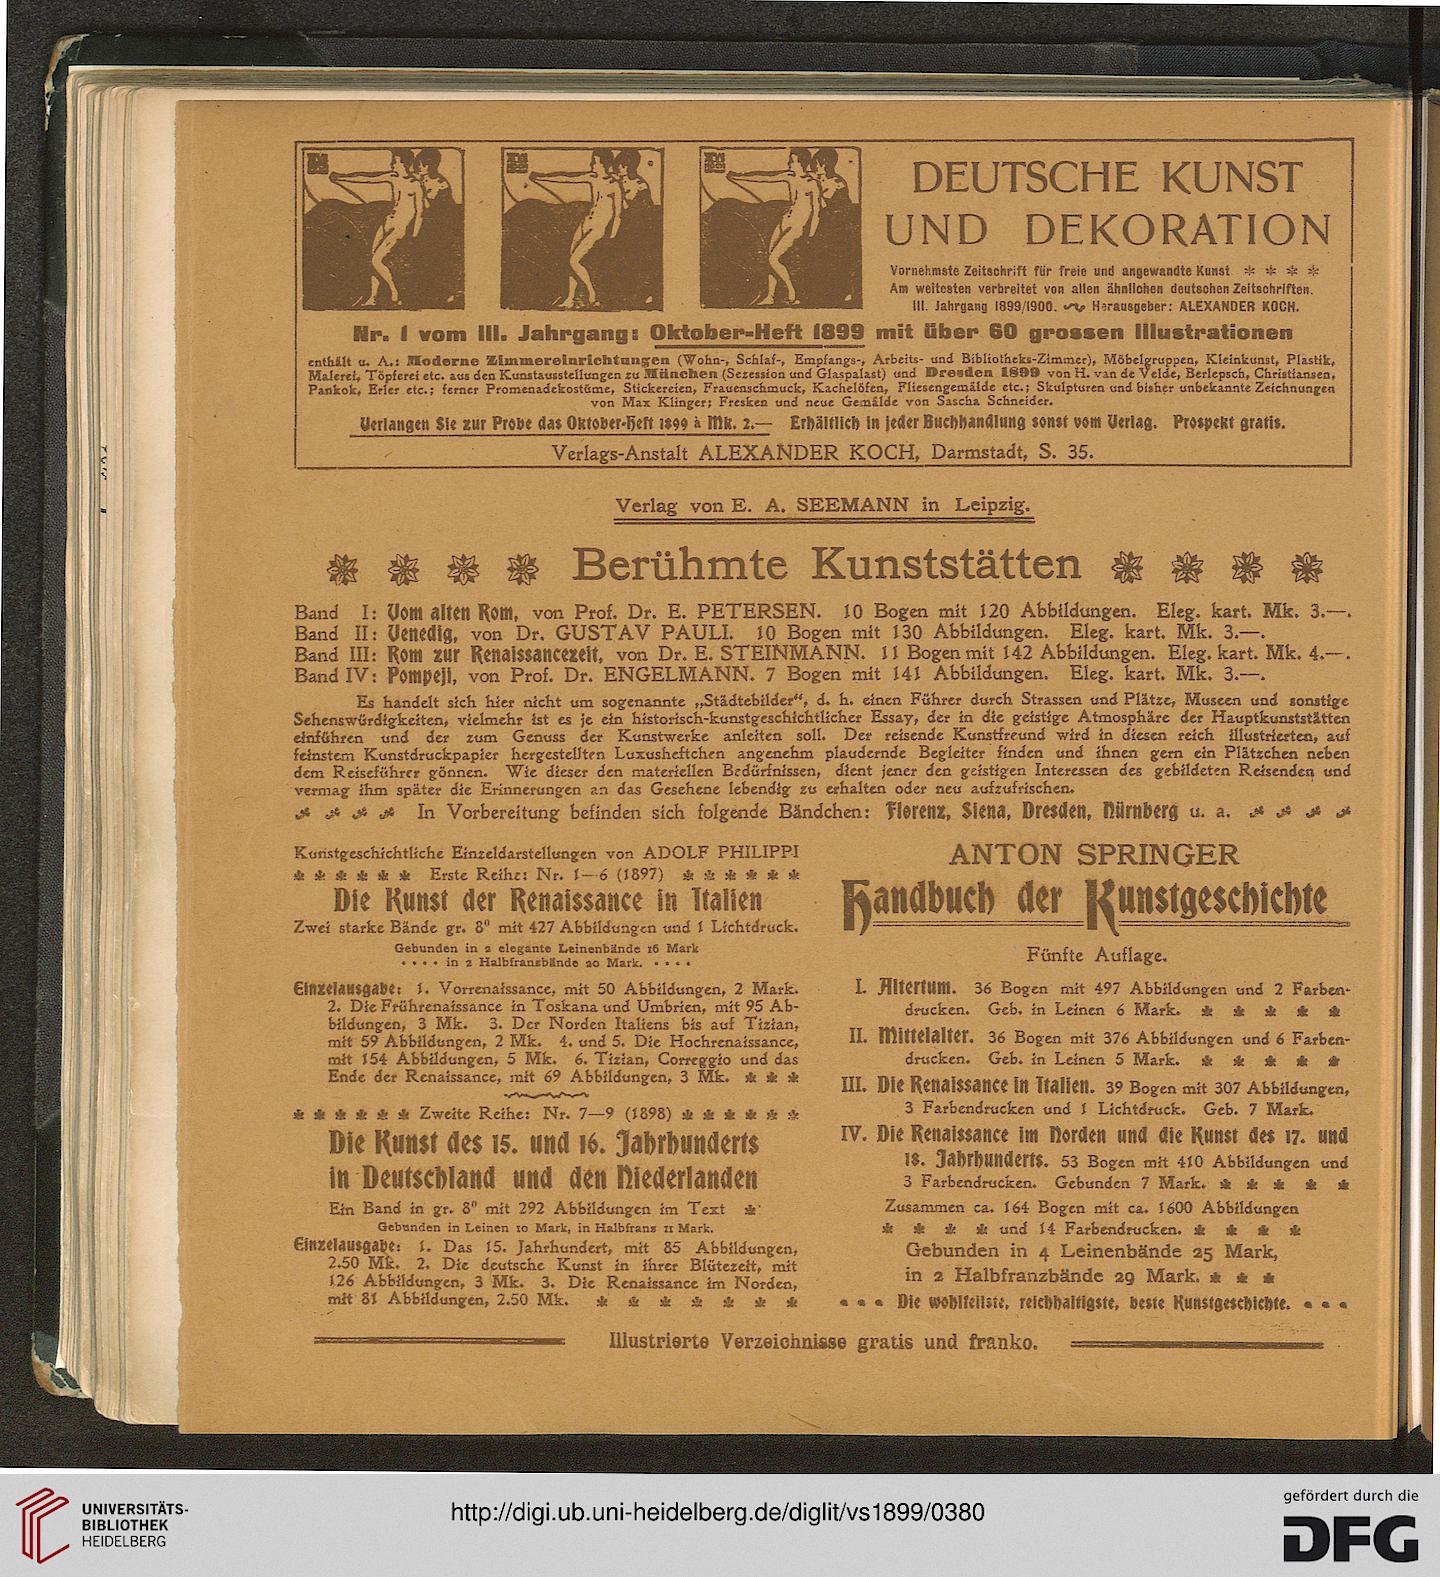 DEUTSCHE KUNST
UND DEKORATION
Vornehmste Zeitschrift für freie und angewandte Kunst
Am weitesten verbreitet von allen ähnlichen deutschen Zeitschriften.
III. Jahrgang 1899/1900. Herausgeber: ALEXANDER KOCH.
Nr. 1 vom III. Jahrgang: Oktober-Heft 1899 mit über 60 grossen Illustrationen
enthält u. A.: Moderne Zimmereinrichtungen (Wohn-, Schlaf-, Empfangs-, Arbeits- und Bibliotheks-Zimmer), Möbelgruppen, Kleinkunst, Plastik,
Malerei, Töpferei etc. aus den Kunstausstellungen zu München (Sezession und Glaspalast) und Dresden 1899 von H. van de Velde, Berlepsch, Christiansen,
Pankok, Erler etc.; ferner Promenadekostüme, Stickereien, Frauenschmuck, Kachelöfen, Fliesengemälde etc.; Skulpturen und bisher unbekannte Zeichnungen
von Max Klinger; Fresken und neue Gemälde von Sascha Schneider.
Verlangen Sie zur Probe das Oktober-Heft 1899 à Mk. 2.— Erhältlich in jeder Buchhandlung sonst vom Verlag. Prospekt gratis.
Verlags-Anstalt ALEXANDER KOCH, Darmstadt, S. 35.
Verlag von E. A. SEEMANN in Leipzig.
Berühmte Kunststätten
Band I: Vom alten Rom, von Prof. Dr. E. PETERSEN. 10 Bogen mit 120 Abbildungen. Eleg. kart. Mk. 3.—.
Band II: Venedig, von Dr. GUSTAV PAULI. 10 Bogen mit 130 Abbildungen. Eleg. kart. Mk. 3.—.
Band III: Rom zur Renaissancezeit, von Dr. E. STEINMANN. 11 Bogen mit 142 Abbildungen. Eleg. kart. Mk. 4.—.
Band IV: Pompeji, von Prof. Dr. ENGELMANN. 7 Bogen mit 141 Abbildungen. Eleg. kart. Mk. 3.—.
Es handelt sich hier nicht um sogenannte „Städtebilder“, d. h. einen Führer durch Strassen und Plätze, Museen und sonstige
Sehenswürdigkeiten, vielmehr ist es je ein historisch-kunstgeschichtlicher Essay, der in die geistige Atmosphäre der Hauptkunststätten
einführen und der zum Genuss der Kunstwerke anleiten soll. Der reisende Kunstfreund wird in diesen reich illustrierten, auf
feinstem Kunstdruckpapier hergestellten Luxusheftchen angenehm plaudernde Begleiter finden und ihnen gern ein Plätzchen neben
dem Reiseführer gönnen. Wie dieser den materiellen Bedürfnissen, dient jener den geistigen Interessen des gebildeten Reisenden und
vermag ihm später die Erinnerungen an das Gesehene lebendig zu erhalten oder neu aufzufrischen.
In Vorbereitung befinden sich folgende Bändchen: Florenz, Siena, Dresden, Nürnberg u. a.
Kunstgeschichtliche Einzeldarstellungen von ADOLF PHILIPPI
Erste Reihe: Nr. 1—6 (1897)
Die Kunst der Renaissance in Italien
Zwei starke Bände gr. 8° mit 427 Abbildungen und 1 Lichtdruck.
Gebunden in 2 elegante Leinenbände 16 Mark
in 2 Halbfranzbände 20 Mark.
Einzelausgabe: 1. Vorrenaissance, mit 50 Abbildungen, 2 Mark.
2. Die Frührenaissance in Toskana und Umbrien, mit 95 Ab-
bildungen, 3 Mk. 3. Der Norden Italiens bis auf Tizian,
mit 59 Abbildungen, 2 Mk. 4. und 5. Die Hochrenaissance,
mit 154 Abbildungen, 5 Mk. 6. Tizian, Correggio und das
Ende der Renaissance, mit 69 Abbildungen, 3 Mk.
Zweite Reihe: Nr. 7—9 (1898)
Die Kunst des 15. und 16. Jahrhunderts
in Deutschland und den Niederlanden
Ein Band in gr. 8° mit 292 Abbildungen im Text
Gebunden in Leinen 10 Mark, in Halbfranz 11 Mark.
Einzelausgabe: 1. Das 15. Jahrhundert, mit 85 Abbildungen,
2.50 Mk. 2. Die deutsche Kunst in ihrer Blütezeit, mit
126 Abbildungen, 3 Mk. 3. Die Renaissance im Norden,
mit 81 Abbildungen, 2.50 Mk.
ANTON SPRINGER
Handbuch der Kunstgeschichte
Fünfte Auflage.
I. Altertum. 36 Bogen mit 497 Abbildungen und 2 Farben-
drucken. Geb. in Leinen 6 Mark.
II. Mittelalter. 36 Bogen mit 376 Abbildungen und 6 Farben-
drucken. Geb. in Leinen 5 Mark.
III. Die Renaissance in Italien. 39 Bogen mit 307 Abbildungen,
3 Farbendrucken und 1 Lichtdruck. Geb. 7 Mark.
IV. Die Renaissance im Norden und die Kunst des 17. und
18. Jahrhunderts. 53 Bogen mit 410 Abbildungen und
3 Farbendrucken. Gebunden 7 Mark.
Zusammen ca. 164 Bogen mit ca. 1600 Abbildungen
und 14 Farbendrucken.
Gebunden in 4 Leinenbände 25 Mark,
in 2 Halbfranzbände 29 Mark.
Die wohlfeilste, reichhaltigste, beste Kunstgeschichte.
Illustrierte Verzeichnisse gratis und franko.
UNIVERSITÄTS-
BIBLIOTHEK
HEIDELBERG
http://digi.ub.uni-heidelberg.de/diglit/vs1899/0380
gefördert durch die
DFG